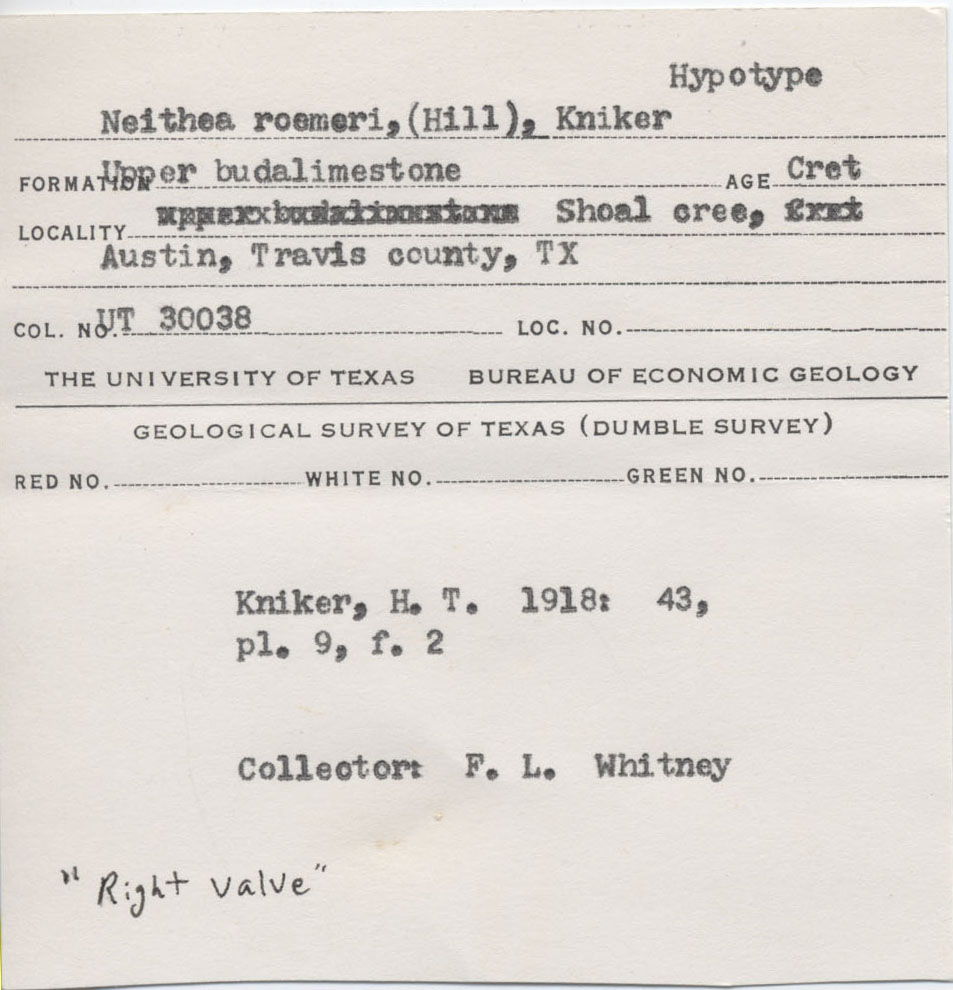 Hypotype
Neithea roemeri,(Hill), Kniker
FORMATION Upper budalimestone AGE Cret
LOCALITY Shoal cree,
Austin, Travis county, TX
COL. NO. UT 30038 LOC. NO.
THE UNIVERSITY OF TEXAS BUREAU OF ECONOMIC GEOLOGY
GEOLOGICAL SURVEY OF TEXAS (DUMBLE SURVEY)
RED NO. WHITE NO. GREEN NO.
Kniker, H. T. 1918: 43,
pl. 9, f. 2
Collector: F. L. Whitney
"Right valve"